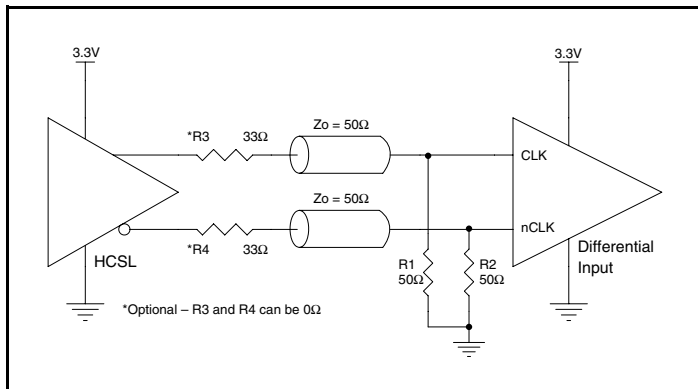 3.3V
3.3V
*R3 33Ω
Zo = 50Ω
CLK
Zo = 50Ω
nCLK
*R4 33Ω
HCSL
R1
50Ω
R2
50Ω
Differential
Input
*Optional – R3 and R4 can be 0Ω